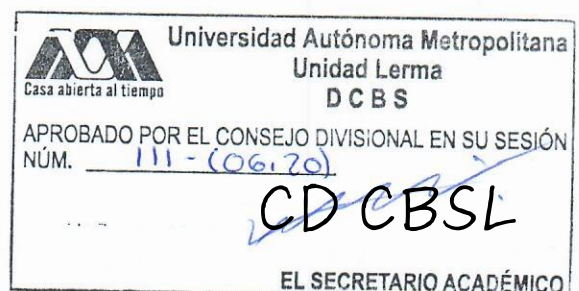 Universidad Autónoma Metropolitana
Unidad Lerma
Casa abierta al tiempo
DCBS
APROBADO POR EL CONSEJO DIVISIONAL EN SU SESIÓN
NÚM. 111-(06.20)
CD CBSL
EL SECRETARIO ACADÉMICO